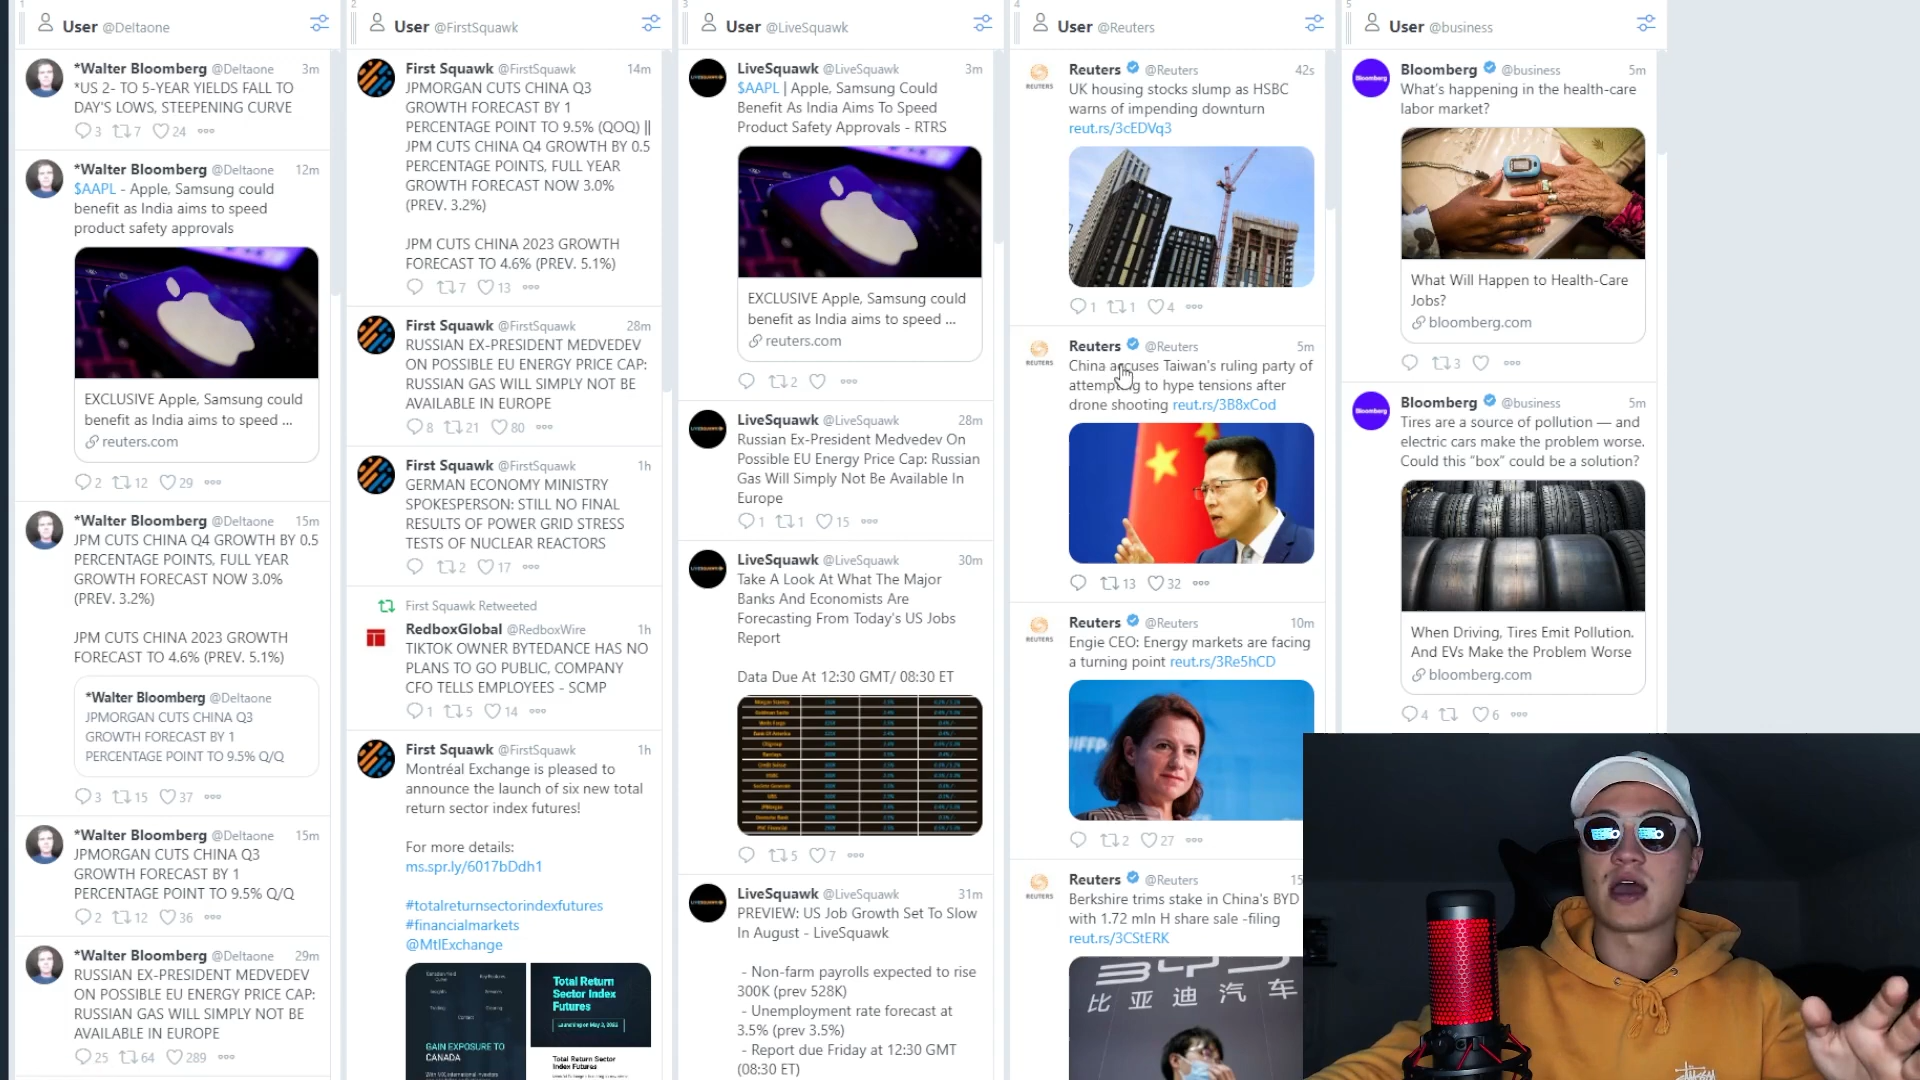 1
User @Deltaone
*Walter Bloomberg @Deltaone 3m
*US 2- TO 5-YEAR YIELDS FALL TO
DAY'S LOWS, STEEPENING CURVE
3 7 24
*Walter Bloomberg @Deltaone 12m
$AAPL - Apple, Samsung could
benefit as India aims to speed
product safety approvals
EXCLUSIVE Apple, Samsung could
benefit as India aims to speed ...
reuters.com
2 12 29
*Walter Bloomberg @Deltaone 15m
JPM CUTS CHINA Q4 GROWTH BY 0.5
PERCENTAGE POINTS, FULL YEAR
GROWTH FORECAST NOW 3.0%
(PREV. 3.2%)
JPM CUTS CHINA 2023 GROWTH
FORECAST TO 4.6% (PREV. 5.1%)
*Walter Bloomberg @Deltaone
JPMORGAN CUTS CHINA Q3
GROWTH FORECAST BY 1
PERCENTAGE POINT TO 9.5% Q/Q
3 15 37
*Walter Bloomberg @Deltaone 15m
JPMORGAN CUTS CHINA Q3
GROWTH FORECAST BY 1
PERCENTAGE POINT TO 9.5% Q/Q
2 12 36
*Walter Bloomberg @Deltaone 29m
RUSSIAN EX-PRESIDENT MEDVEDEV
ON POSSIBLE EU ENERGY PRICE CAP:
RUSSIAN GAS WILL SIMPLY NOT BE
AVAILABLE IN EUROPE
25 64 289
2
User @FirstSquawk
First Squawk @FirstSquawk 14m
JPMORGAN CUTS CHINA Q3
GROWTH FORECAST BY 1
PERCENTAGE POINT TO 9.5% (QOQ) ||
JPM CUTS CHINA Q4 GROWTH BY 0.5
PERCENTAGE POINTS, FULL YEAR
GROWTH FORECAST NOW 3.0%
(PREV. 3.2%)
JPM CUTS CHINA 2023 GROWTH
FORECAST TO 4.6% (PREV. 5.1%)
7 13
First Squawk @FirstSquawk 28m
RUSSIAN EX-PRESIDENT MEDVEDEV
ON POSSIBLE EU ENERGY PRICE CAP:
RUSSIAN GAS WILL SIMPLY NOT BE
AVAILABLE IN EUROPE
8 21 80
First Squawk @FirstSquawk 1h
GERMAN ECONOMY MINISTRY
SPOKESPERSON: STILL NO FINAL
RESULTS OF POWER GRID STRESS
TESTS OF NUCLEAR REACTORS
2 17
First Squawk Retweeted
RedboxGlobal @RedboxWire 1h
TIKTOK OWNER BYTEDANCE HAS NO
PLANS TO GO PUBLIC, COMPANY
CFO TELLS EMPLOYEES - SCMP
1 5 14
First Squawk @FirstSquawk 1h
Montréal Exchange is pleased to
announce the launch of six new total
return sector index futures!
For more details:
ms.spr.ly/6017bDdh1
#totalreturnsectorindexfutures
#financialmarkets
@MtlExchange
GAIN EXPOSURE TO
CANADA
Total Return
Sector Index
Futures
Total Return Sector
Index Futures
3
User @LiveSquawk
LiveSquawk @LiveSquawk 3m
$AAPL | Apple, Samsung Could
Benefit As India Aims To Speed
Product Safety Approvals - RTRS
EXCLUSIVE Apple, Samsung could
benefit as India aims to speed ...
reuters.com
2
LiveSquawk @LiveSquawk 28m
Russian Ex-President Medvedev On
Possible EU Energy Price Cap: Russian
Gas Will Simply Not Be Available In
Europe
1 1 15
LiveSquawk @LiveSquawk 30m
Take A Look At What The Major
Banks And Economists Are
Forecasting From Today's US Jobs
Report
Data Due At 12:30 GMT/ 08:30 ET
5 7
LiveSquawk @LiveSquawk 31m
PREVIEW: US Job Growth Set To Slow
In August - LiveSquawk
- Non-farm payrolls expected to rise
300K (prev 528K)
- Unemployment rate forecast at
3.5% (prev 3.5%)
- Report due Friday at 12:30 GMT
(08:30 ET)
4
User @Reuters
REUTERS
Reuters @Reuters 42s
UK housing stocks slump as HSBC
warns of impending downturn
reut.rs/3cEDVq3
1 1 4
REUTERS
Reuters @Reuters 5m
China accuses Taiwan's ruling party of
attempting to hype tensions after
drone shooting reut.rs/3B8xCod
13 32
REUTERS
Reuters @Reuters 10m
Engie CEO: Energy markets are facing
a turning point reut.rs/3Re5hCD
2 27
REUTERS
Reuters @Reuters 15
Berkshire trims stake in China's BYD
with 1.72 mln H share sale -filing
reut.rs/3CStERK
比亚迪汽车
5
User @business
Bloomberg
Bloomberg @business 5m
What's happening in the health-care
labor market?
What Will Happen to Health-Care
Jobs?
bloomberg.com
3
Bloomberg
Bloomberg @business 5m
Tires are a source of pollution — and
electric cars make the problem worse.
Could this "box" could be a solution?
When Driving, Tires Emit Pollution.
And EVs Make the Problem Worse
bloomberg.com
4 6